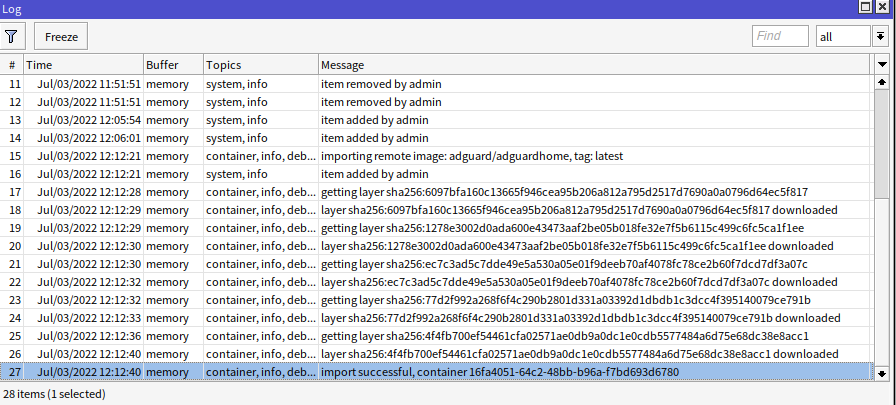 Log
Freeze
Find
all
# Time Buffer Topics Message
11 Jul/03/2022 11:51:51 memory system, info item removed by admin
12 Jul/03/2022 11:51:51 memory system, info item removed by admin
13 Jul/03/2022 12:05:54 memory system, info item added by admin
14 Jul/03/2022 12:06:01 memory system, info item added by admin
15 Jul/03/2022 12:12:21 memory container, info, deb... importing remote image: adguard/adguardhome, tag: latest
16 Jul/03/2022 12:12:21 memory system, info item added by admin
17 Jul/03/2022 12:12:28 memory container, info, deb... getting layer sha256:6097bfa160c13665f946cea95b206a812a795d2517d7690a0a0796d64ec5f817
18 Jul/03/2022 12:12:29 memory container, info, deb... layer sha256:6097bfa160c13665f946cea95b206a812a795d2517d7690a0a0796d64ec5f817 downloaded
19 Jul/03/2022 12:12:29 memory container, info, deb... getting layer sha256:1278e3002d0ada600e43473aaf2be05b018fe32e7f5b6115c499c6fc5ca1f1ee
20 Jul/03/2022 12:12:30 memory container, info, deb... layer sha256:1278e3002d0ada600e43473aaf2be05b018fe32e7f5b6115c499c6fc5ca1f1ee downloaded
21 Jul/03/2022 12:12:30 memory container, info, deb... getting layer sha256:ec7c3ad5c7dde49e5a530a05e01f9deeb70af4078fc78ce2b60f7dcd7df3a07c
22 Jul/03/2022 12:12:32 memory container, info, deb... layer sha256:ec7c3ad5c7dde49e5a530a05e01f9deeb70af4078fc78ce2b60f7dcd7df3a07c downloaded
23 Jul/03/2022 12:12:32 memory container, info, deb... getting layer sha256:77d2f992a268f6f4c290b2801d331a03392d1dbdb1c3dcc4f395140079ce791b
24 Jul/03/2022 12:12:33 memory container, info, deb... layer sha256:77d2f992a268f6f4c290b2801d331a03392d1dbdb1c3dcc4f395140079ce791b downloaded
25 Jul/03/2022 12:12:36 memory container, info, deb... getting layer sha256:4f4fb700ef54461cfa02571ae0db9a0dc1e0cdb5577484a6d75e68dc38e8acc1
26 Jul/03/2022 12:12:40 memory container, info, deb... layer sha256:4f4fb700ef54461cfa02571ae0db9a0dc1e0cdb5577484a6d75e68dc38e8acc1 downloaded
27 Jul/03/2022 12:12:40 memory container, info, deb... import successful, container 16fa4051-64c2-48bb-b96a-f7bd693d6780
28 items (1 selected)